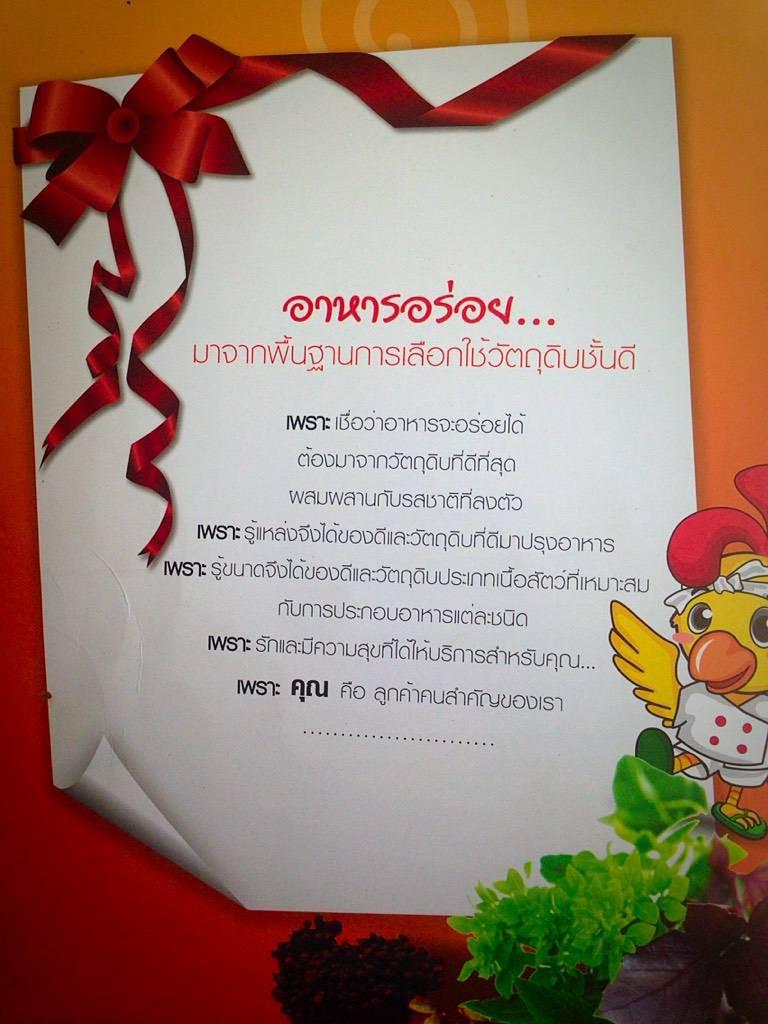 อาหารอร่อย...
มาจากพื้นฐานการเลือกใช้วัตถุดิบชั้นดี
เพราะ เชื่อว่าอาหารจะอร่อยได้
ต้องมาจากวัตถุดิบที่ดีที่สุด
ผสมผสานกับรสชาติที่ลงตัว
เพราะ รู้แหล่งจึงได้ของดีและวัตถุดิบที่ดีมาปรุงอาหาร
เพราะ รู้ขนาดจึงได้ของดีและวัตถุดิบประเภทเนื้อสัตว์ที่เหมาะสม
กับการประกอบอาหารแต่ละชนิด
เพราะ รักและมีความสุขที่ได้ให้บริการสำหรับคุณ...
เพราะ คุณ คือ ลูกค้าคนสำคัญของเรา
.........................